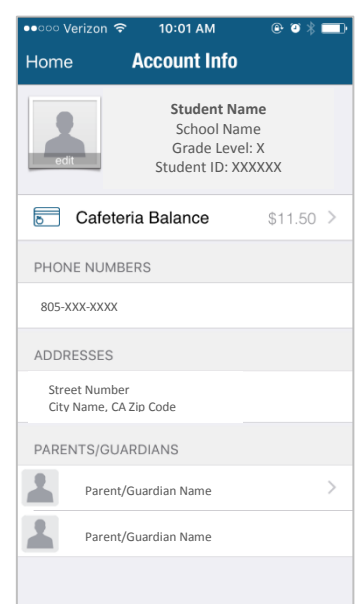 Verizon 10:01 AM
Home Account Info
edit
Student Name
School Name
Grade Level: X
Student ID: XXXXXX
Cafeteria Balance $11.50
PHONE NUMBERS
805-XXX-XXXX
ADDRESSES
Street Number
City Name, CA Zip Code
PARENTS/GUARDIANS
Parent/Guardian Name
Parent/Guardian Name